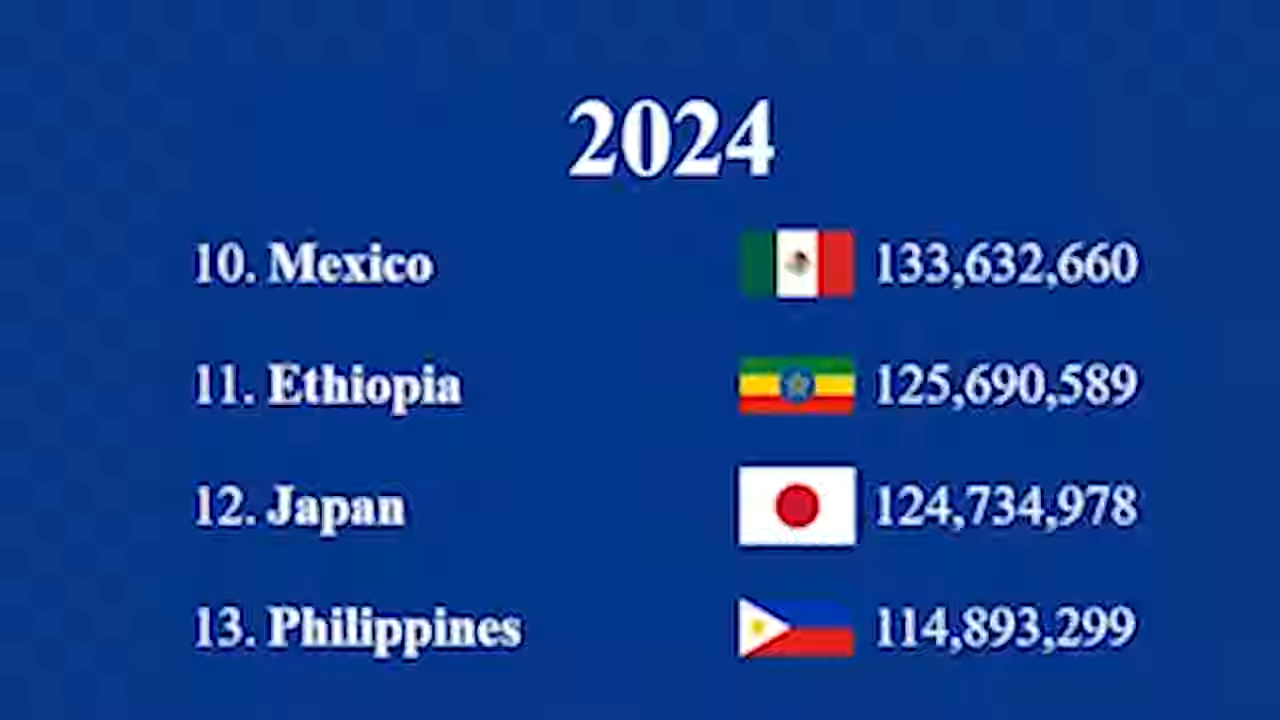 2024
10. Mexico 133,632,660
11. Ethiopia 125,690,589
12. Japan 124,734,978
13. Philippines 114,893,299